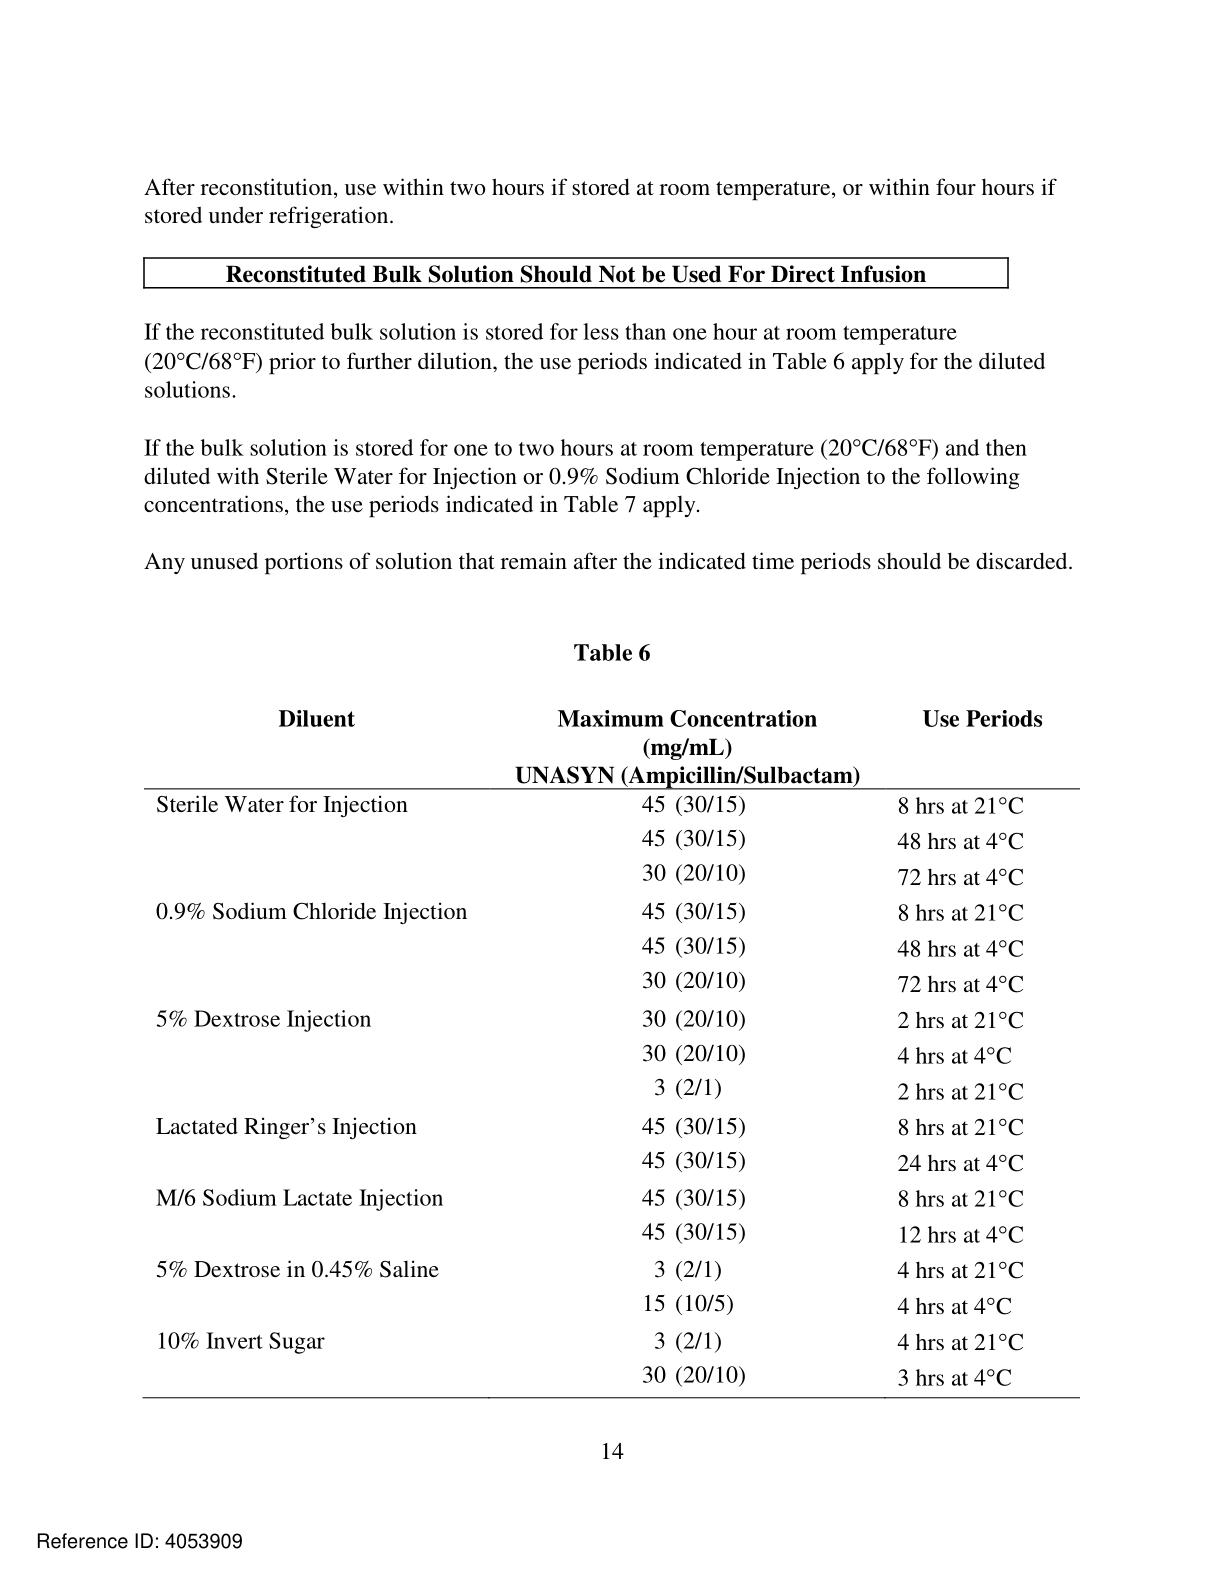 After reconstitution, use within two hours if stored at room temperature, or within four hours if
stored under refrigeration.
Reconstituted Bulk Solution Should Not be Used For Direct Infusion
If the reconstituted bulk solution is stored for less than one hour at room temperature
(20°C/68°F) prior to further dilution, the use periods indicated in Table 6 apply for the diluted
solutions.
If the bulk solution is stored for one to two hours at room temperature (20°C/68°F) and then
diluted with Sterile Water for Injection or 0.9% Sodium Chloride Injection to the following
concentrations, the use periods indicated in Table 7 apply.
Any unused portions of solution that remain after the indicated time periods should be discarded.
Table 6
Diluent Maximum Concentration Use Periods
(mg/mL)
UNASYN (Ampicillin/Sulbactam)
Sterile Water for Injection 45 (30/15) 8 hrs at 21°C
45 (30/15) 48 hrs at 4°C
30 (20/10) 72 hrs at 4°C
0.9% Sodium Chloride Injection 45 (30/15) 8 hrs at 21°C
45 (30/15) 48 hrs at 4°C
30 (20/10) 72 hrs at 4°C
5% Dextrose Injection 30 (20/10) 2 hrs at 21°C
30 (20/10) 4 hrs at 4°C
3 (2/1) 2 hrs at 21°C
Lactated Ringer’s Injection 45 (30/15) 8 hrs at 21°C
45 (30/15) 24 hrs at 4°C
M/6 Sodium Lactate Injection 45 (30/15) 8 hrs at 21°C
45 (30/15) 12 hrs at 4°C
5% Dextrose in 0.45% Saline 3 (2/1) 4 hrs at 21°C
15 (10/5) 4 hrs at 4°C
10% Invert Sugar 3 (2/1) 4 hrs at 21°C
30 (20/10) 3 hrs at 4°C
14
Reference ID: 4053909